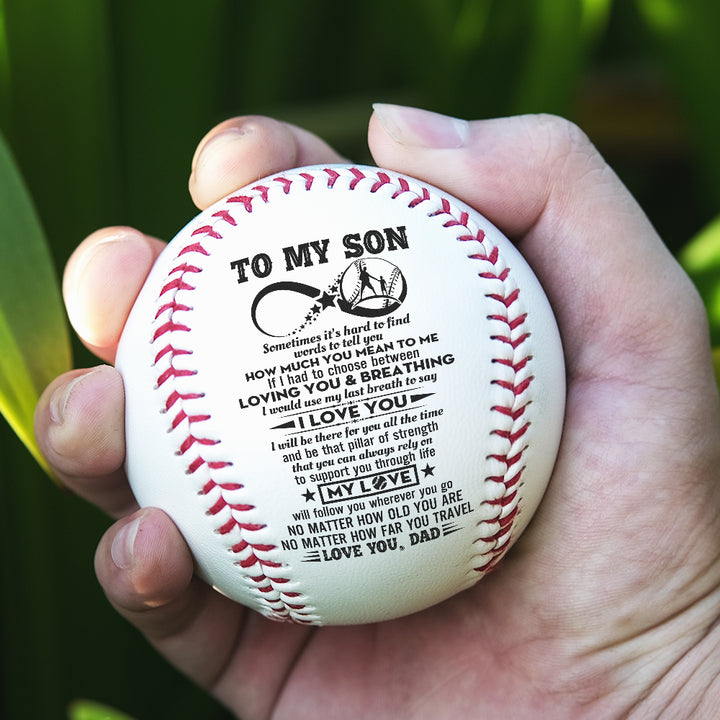 TO MY SON
Sometimes it's hard to find
words to tell you
HOW MUCH YOU MEAN TO ME
If I had to choose between
LOVING YOU & BREATHING
I would use my last breath to say
I LOVE YOU
I will be there for you all the time
and be that pillar of strength
that you can always rely on
to support you through life
MY LOVE
will follow you wherever you go
NO MATTER HOW OLD YOU ARE
NO MATTER HOW FAR YOU TRAVEL
LOVE YOU, DAD